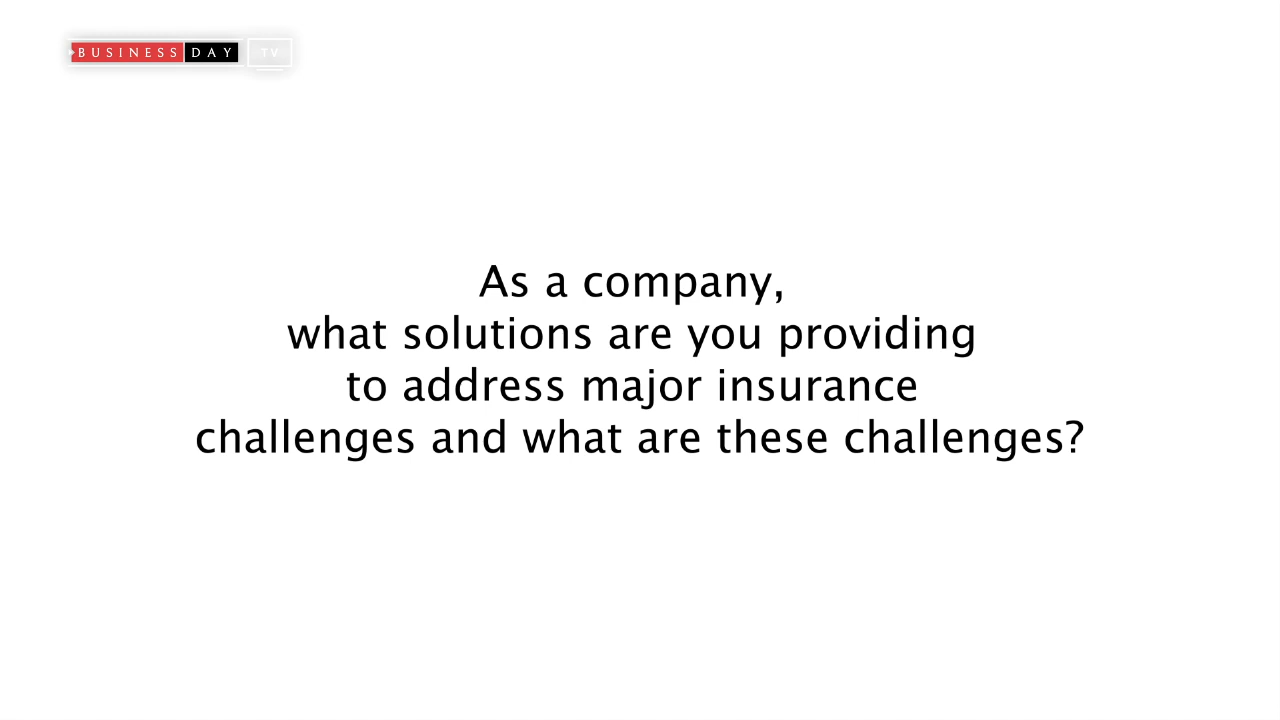 BUSINESS DAY TV
As a company,
what solutions are you providing
to address major insurance
challenges and what are these challenges?